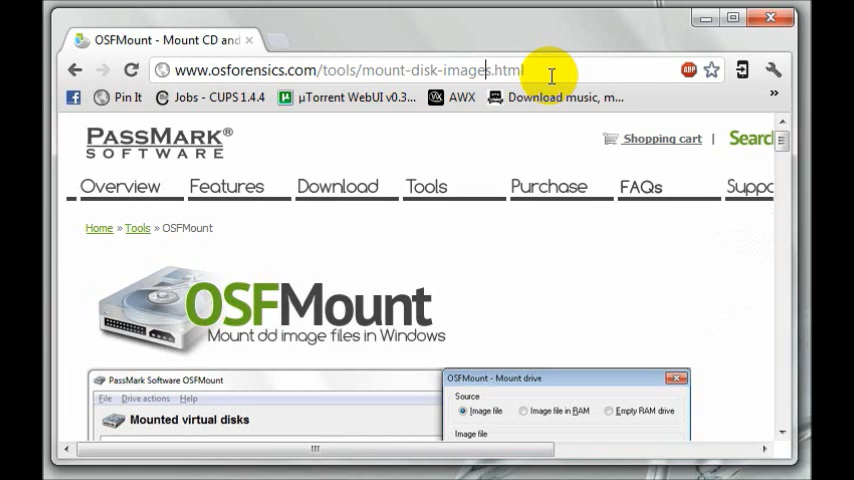 OSFMount - Mount CD and
www.osforensics.com/tools/mount-disk-images.html
ABP
Pin It
Jobs - CUPS 1.4.4
µTorrent WebUI v0.3...
AWX
Download music, m...
»
PASSMARK®
SOFTWARE
Shopping cart |
Search
Overview
Features
Download
Tools
Purchase
FAQs
Suppo
Home » Tools » OSFMount
OSFMount
Mount dd image files in Windows
PassMark Software OSFMount
File Drive actions Help
Mounted virtual disks
OSFMount - Mount drive
Source
Image file
Image file in RAM
Empty RAM drive
Image file